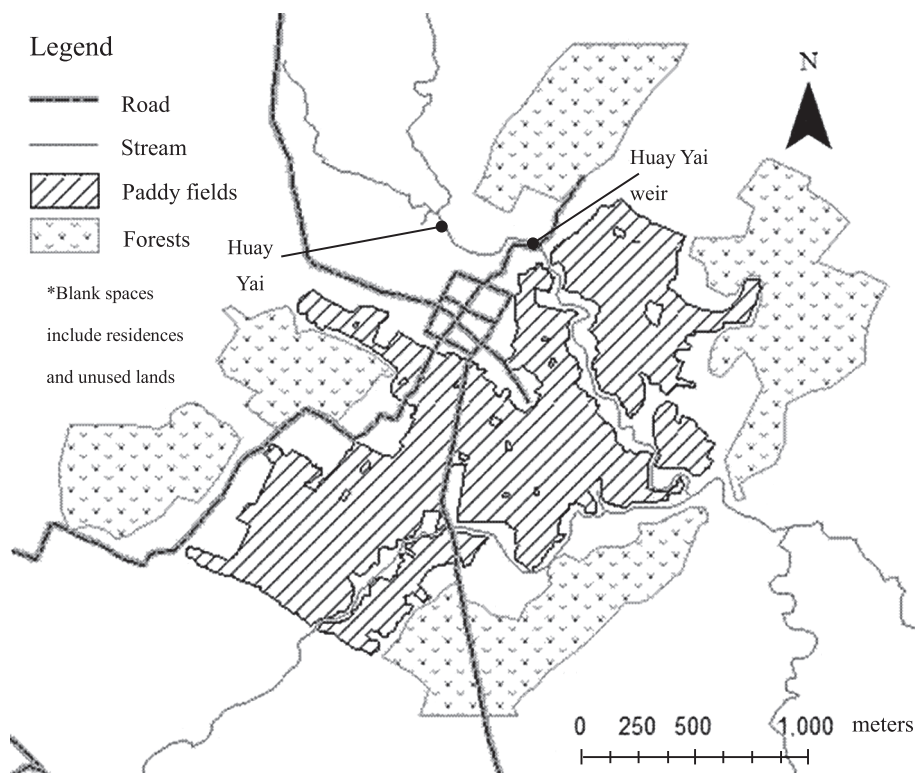 Legend
Road
Stream
Paddy fields
Forests
*Blank spaces
include residences
and unused lands
N
Huay Yai
weir
Huay
Yai
0 250 500 1,000 meters